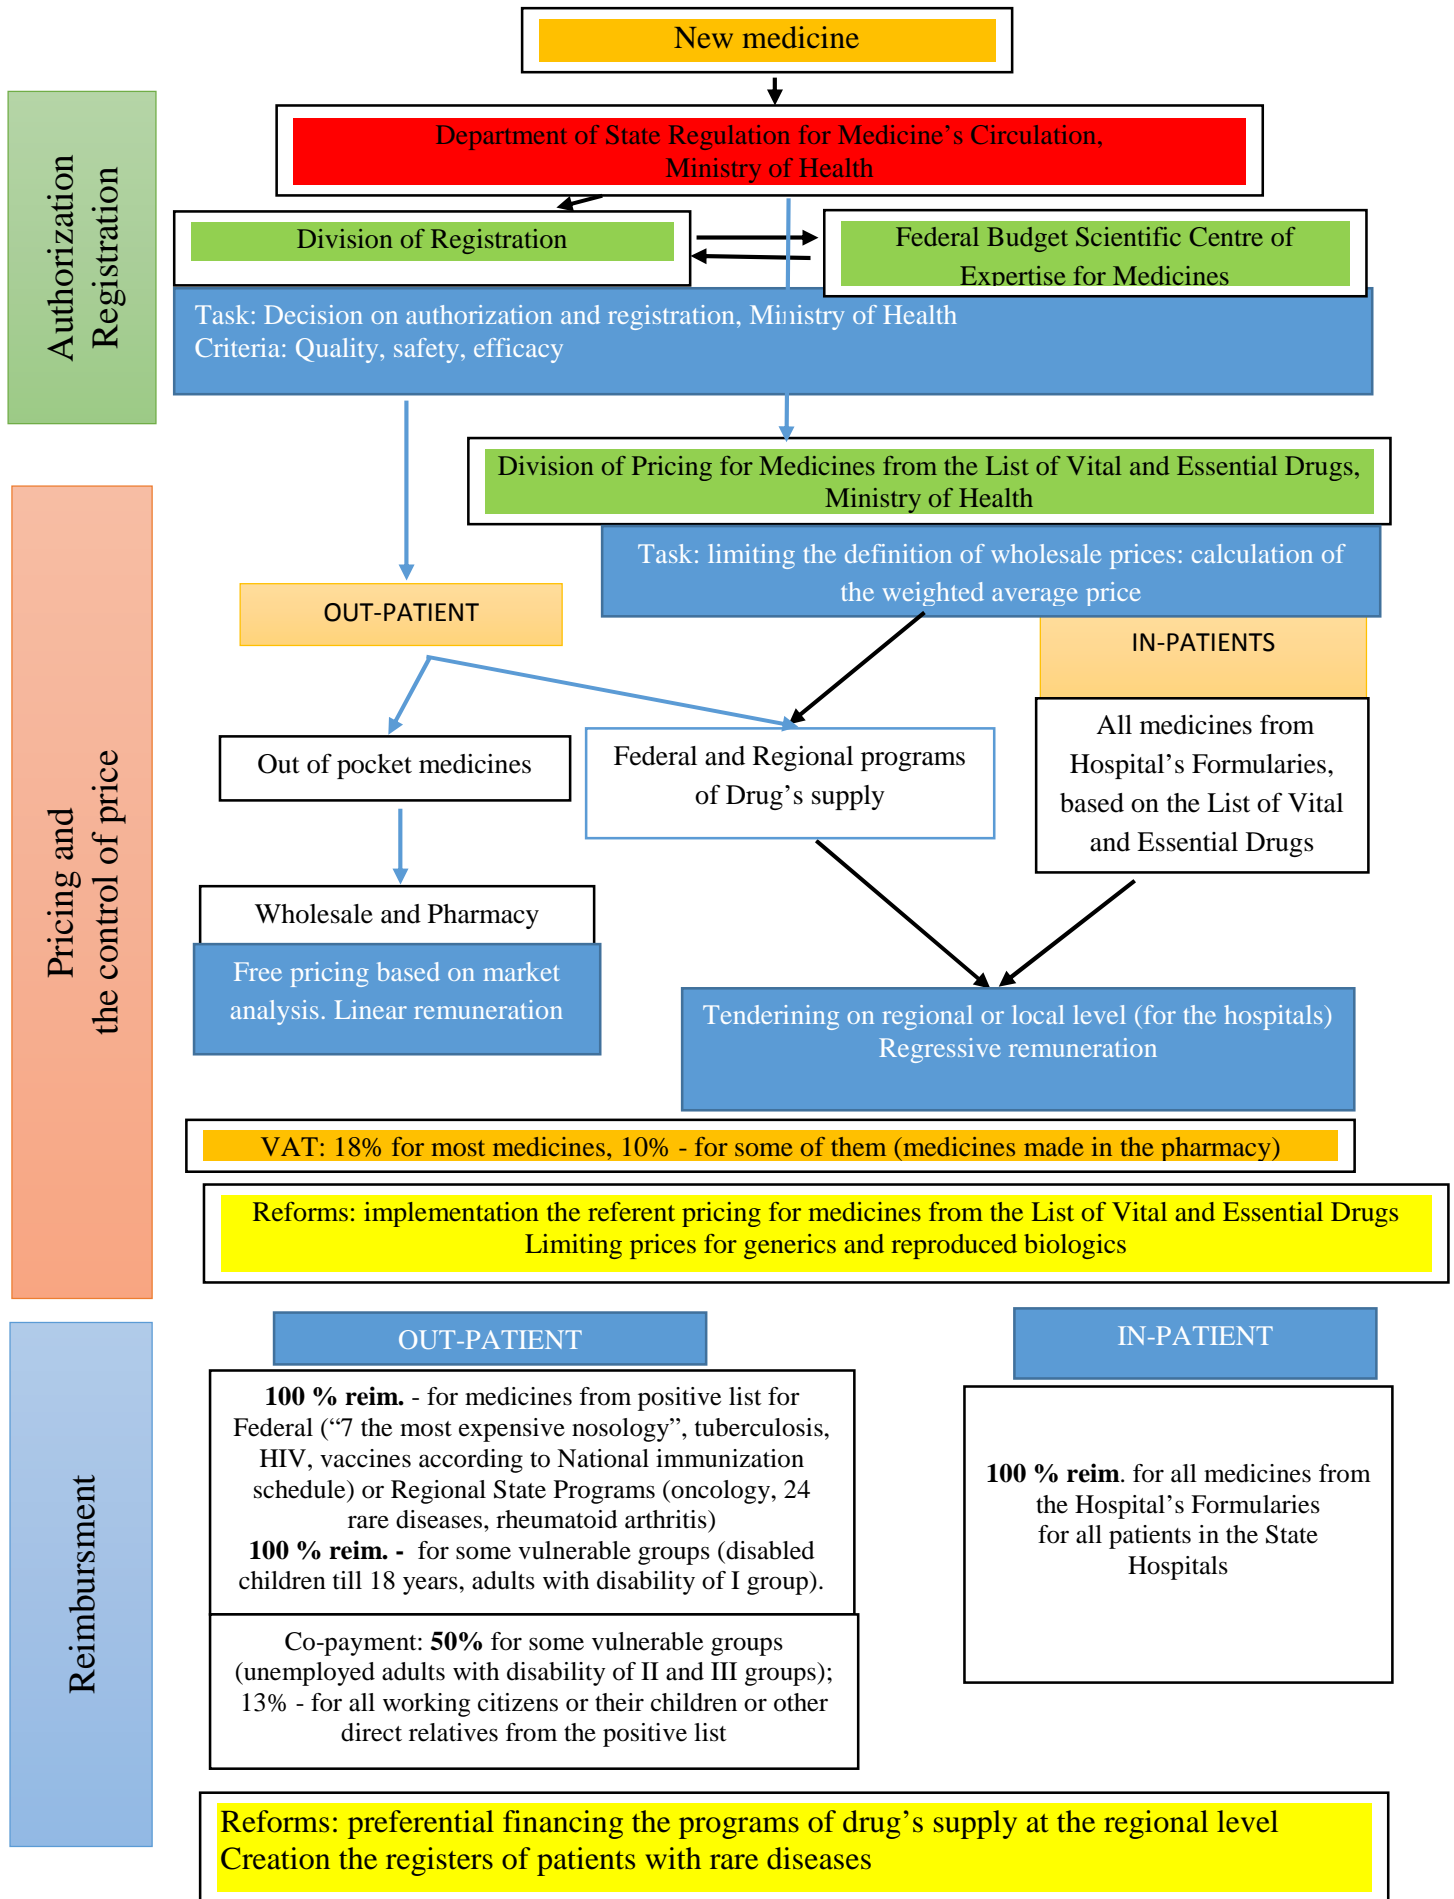 New medicine
Department of State Regulation for Medicine's Circulation,
Ministry of Health
Authorization
Registration
Division of Registration
Federal Budget Scientific Centre of
Expertise for Medicines
Task: Decision on authorization and registration, Ministry of Health
Criteria: Quality, safety, efficacy
Division of Pricing for Medicines from the List of Vital and Essential Drugs,
Ministry of Health
Task: limiting the definition of wholesale prices: calculation of
the weighted average price
Pricing and
the control of price
OUT-PATIENT
IN-PATIENTS
Out of pocket medicines
Federal and Regional programs
of Drug's supply
All medicines from
Hospital's Formularies,
based on the List of Vital
and Essential Drugs
Wholesale and Pharmacy
Free pricing based on market
analysis. Linear remuneration
Tenderining on regional or local level (for the hospitals)
Regressive remuneration
VAT: 18% for most medicines, 10% - for some of them (medicines made in the pharmacy)
Reforms: implementation the referent pricing for medicines from the List of Vital and Essential Drugs
Limiting prices for generics and reproduced biologics
Reimbursment
OUT-PATIENT
100 % reim. - for medicines from positive list for
Federal (“7 the most expensive nosology”, tuberculosis,
HIV, vaccines according to National immunization
schedule) or Regional State Programs (oncology, 24
rare diseases, rheumatoid arthritis)
100 % reim. - for some vulnerable groups (disabled
children till 18 years, adults with disability of I group).
Co-payment: 50% for some vulnerable groups
(unemployed adults with disability of II and III groups);
13% - for all working citizens or their children or other
direct relatives from the positive list
IN-PATIENT
100 % reim. for all medicines from
the Hospital's Formularies
for all patients in the State
Hospitals
Reforms: preferential financing the programs of drug's supply at the regional level
Creation the registers of patients with rare diseases